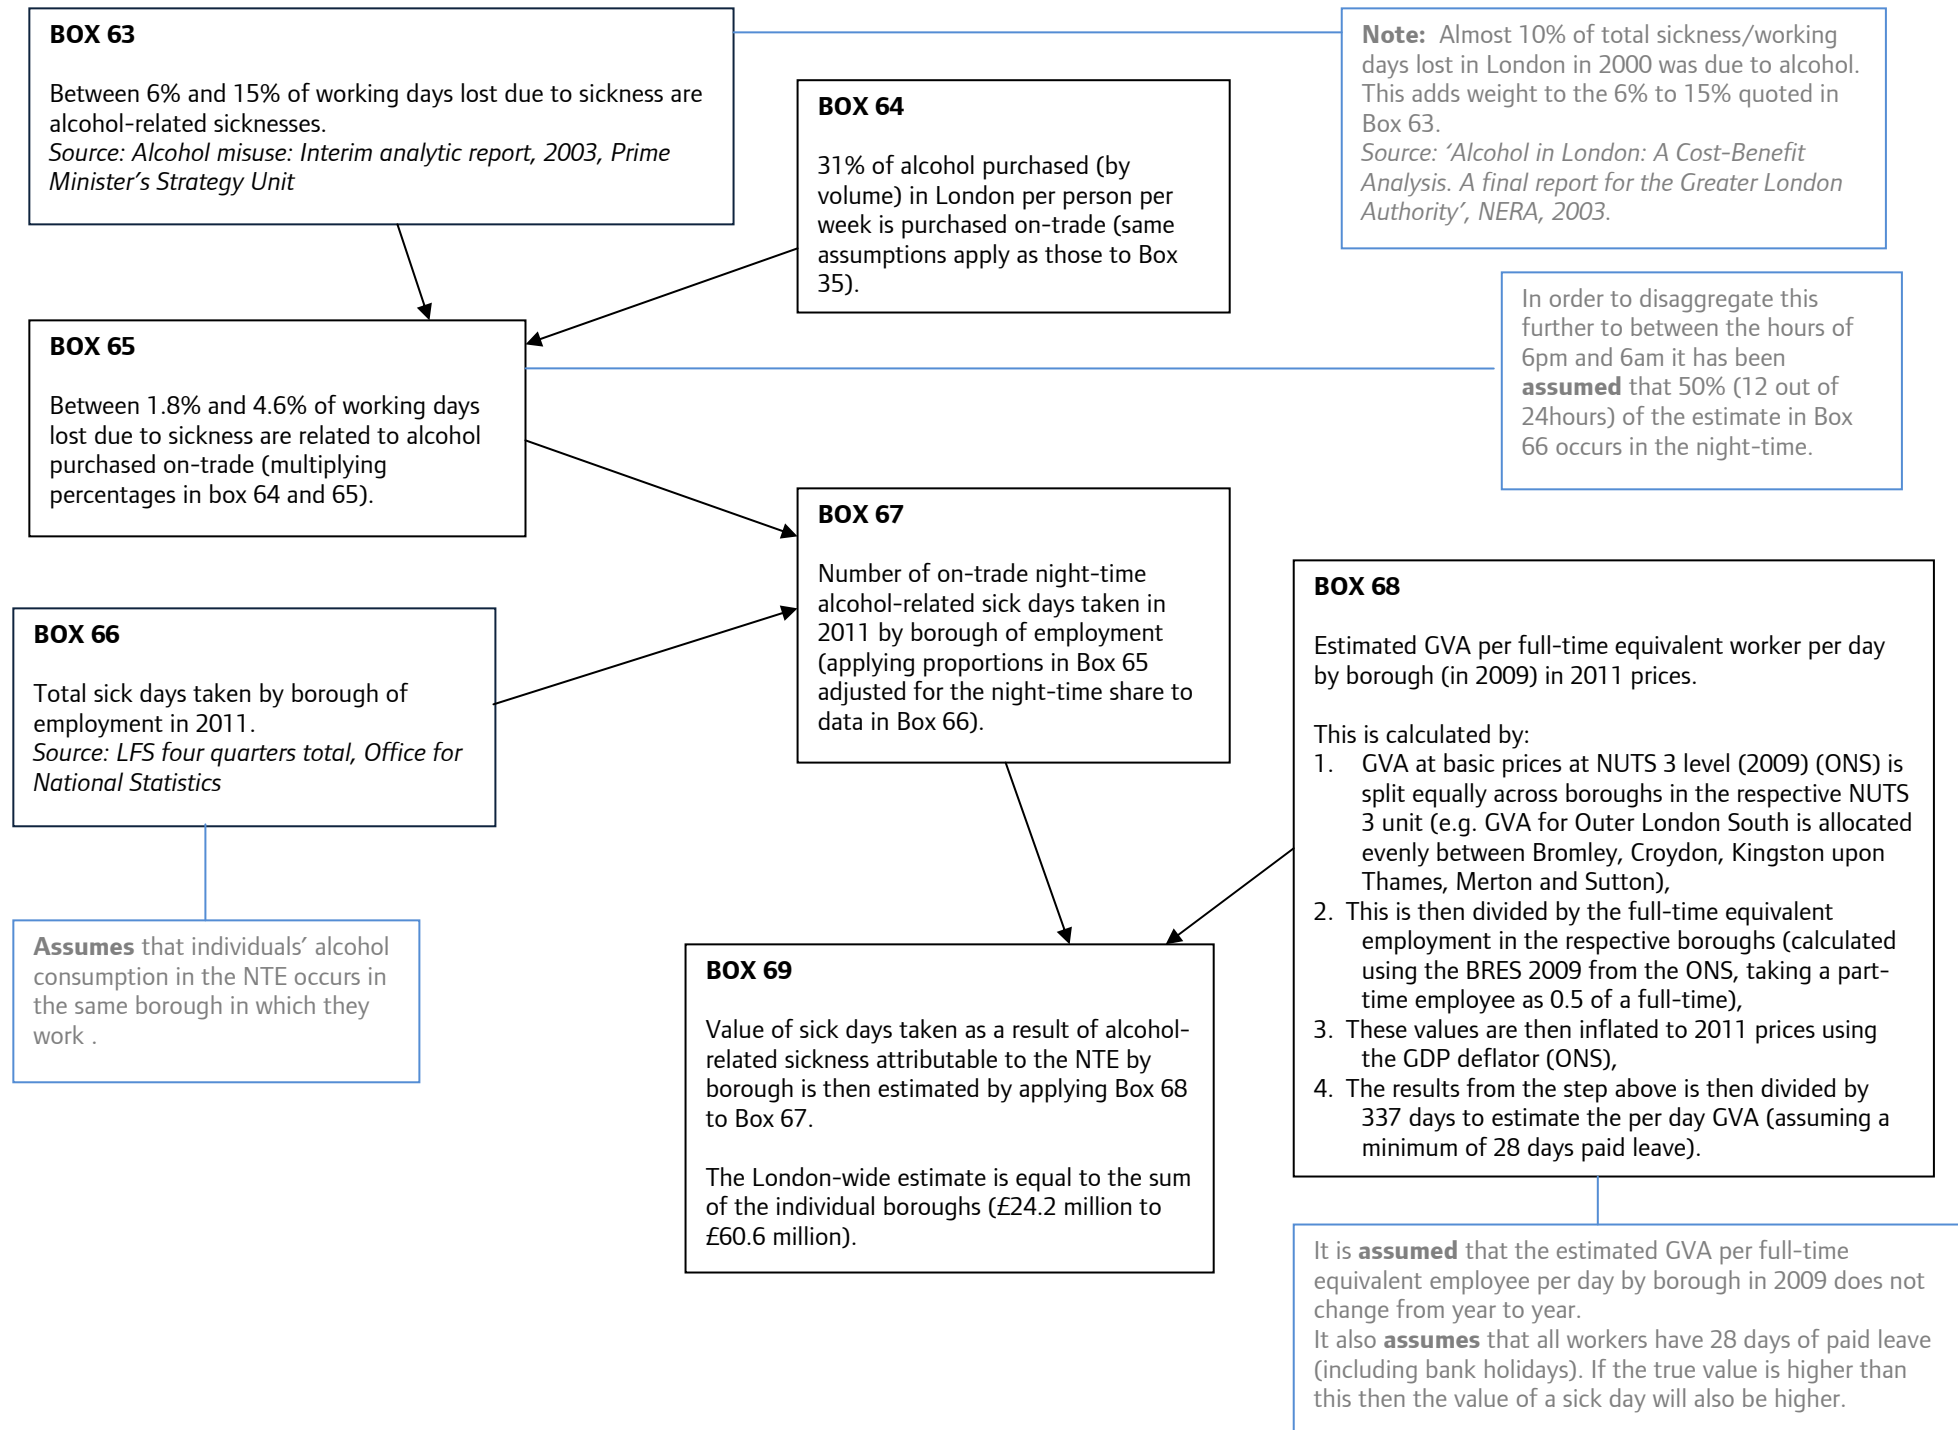 BOX 63
Between 6% and 15% of working days lost due to sickness are
alcohol-related sicknesses.
Source: Alcohol misuse: Interim analytic report, 2003, Prime
Minister’s Strategy Unit
Note:  Almost 10% of total sickness/working
days lost in London in 2000 was due to alcohol.
This adds weight to the 6% to 15% quoted in
Box 63.
Source: ‘Alcohol in London: A Cost-Benefit
Analysis. A final report for the Greater London
Authority’, NERA, 2003.
BOX 64
31% of alcohol purchased (by
volume) in London per person per
week is purchased on-trade (same
assumptions apply as those to Box
35).
In order to disaggregate this
further to between the hours of
6pm and 6am it has been
assumed that 50% (12 out of
24hours) of the estimate in Box
66 occurs in the night-time.
BOX 65
Between 1.8% and 4.6% of working days
lost due to sickness are related to alcohol
purchased on-trade (multiplying
percentages in box 64 and 65).
BOX 67
Number of on-trade night-time
alcohol-related sick days taken in
2011 by borough of employment
(applying proportions in Box 65
adjusted for the night-time share to
data in Box 66).
BOX 66
Total sick days taken by borough of
employment in 2011.
Source: LFS four quarters total, Office for
National Statistics
Assumes that individuals’ alcohol
consumption in the NTE occurs in
the same borough in which they
work .
BOX 68
Estimated GVA per full-time equivalent worker per day
by borough (in 2009) in 2011 prices.
This is calculated by:
1. GVA at basic prices at NUTS 3 level (2009) (ONS) is
split equally across boroughs in the respective NUTS
3 unit (e.g. GVA for Outer London South is allocated
evenly between Bromley, Croydon, Kingston upon
Thames, Merton and Sutton),
2. This is then divided by the full-time equivalent
employment in the respective boroughs (calculated
using the BRES 2009 from the ONS, taking a part-
time employee as 0.5 of a full-time),
3. These values are then inflated to 2011 prices using
the GDP deflator (ONS),
4. The results from the step above is then divided by
337 days to estimate the per day GVA (assuming a
minimum of 28 days paid leave).
BOX 69
Value of sick days taken as a result of alcohol-
related sickness attributable to the NTE by
borough is then estimated by applying Box 68
to Box 67.
The London-wide estimate is equal to the sum
of the individual boroughs (£24.2 million to
£60.6 million).
It is assumed that the estimated GVA per full-time
equivalent employee per day by borough in 2009 does not
change from year to year.
It also assumes that all workers have 28 days of paid leave
(including bank holidays). If the true value is higher than
this then the value of a sick day will also be higher.